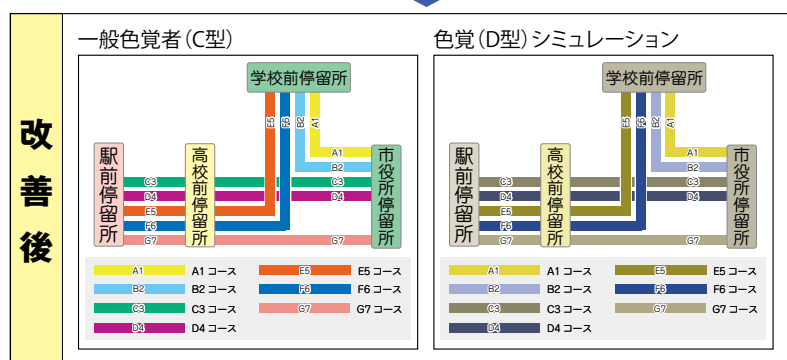 改善後
一般色覚者(C型)
学校前停留所
駅前停留所
高校前停留所
市役所停留所
E5
F6
B2
A1
A1
B2
C3
C3
D4
D4
E5
F6
G7
G7
A1 A1 コース
B2 B2 コース
C3 C3 コース
D4 D4 コース
E5 E5 コース
F6 F6 コース
G7 G7 コース
色覚(D型)シミュレーション
学校前停留所
駅前停留所
高校前停留所
市役所停留所
E5
F6
B2
A1
A1
B2
C3
C3
D4
D4
E5
F6
G7
G7
A1 A1 コース
B2 B2 コース
C3 C3 コース
D4 D4 コース
E5 E5 コース
F6 F6 コース
G7 G7 コース